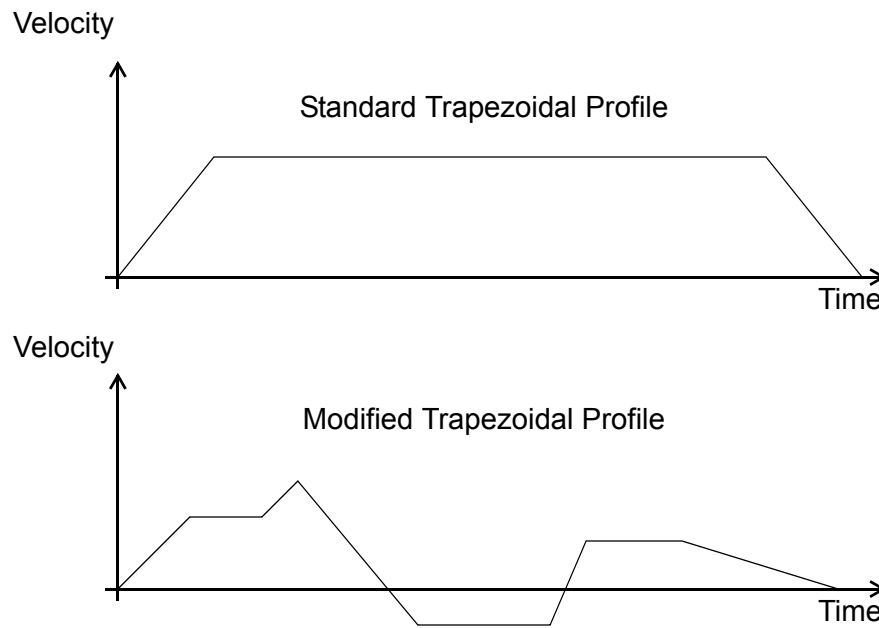 Velocity
Standard Trapezoidal Profile
Time
Velocity
Modified Trapezoidal Profile
Time